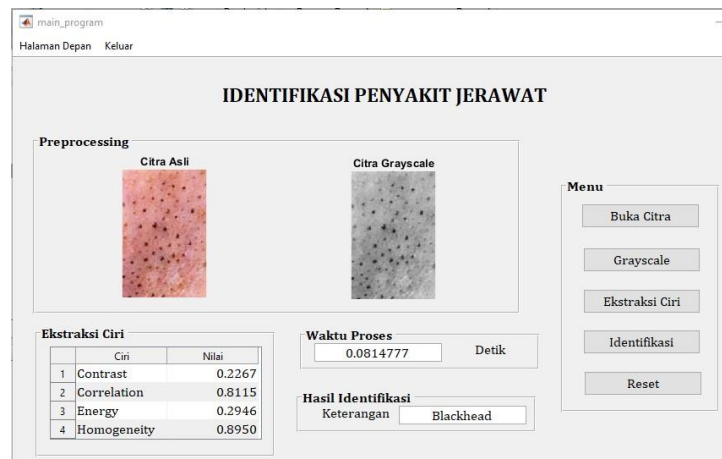 main_program
Halaman Depan Keluar
IDENTIFIKASI PENYAKIT JERAWAT
Preprocessing
Citra Asli
Citra Grayscale
Menu
Buka Citra
Grayscale
Ekstraksi Ciri
Identifikasi
Reset
Ekstraksi Ciri
Ciri Nilai
1 Contrast 0.2267
2 Correlation 0.8115
3 Energy 0.2946
4 Homogeneity 0.8950
Waktu Proses
0.0814777 Detik
Hasil Identifikasi
Keterangan Blackhead